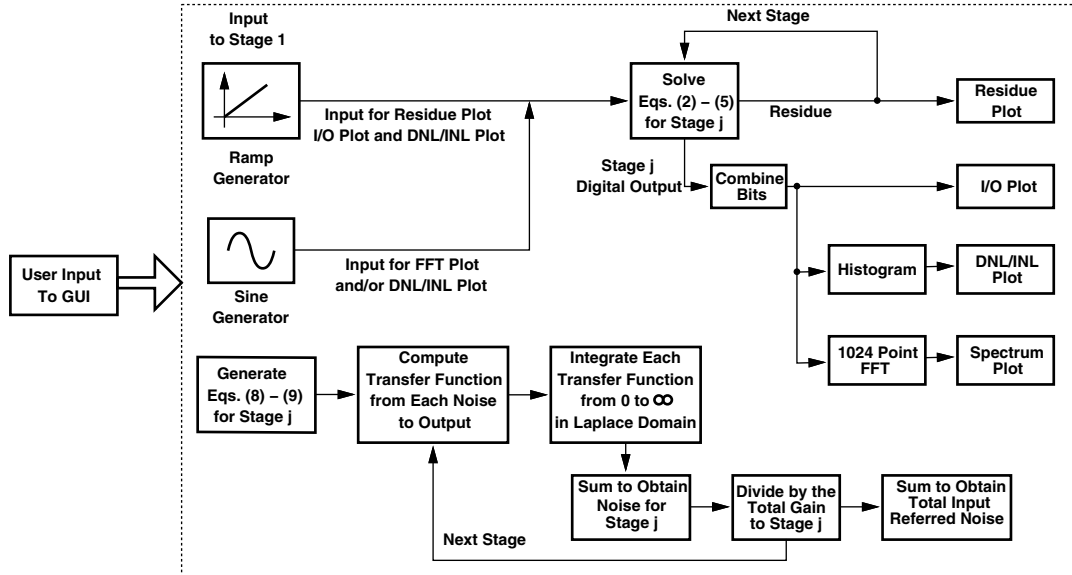 Input
to Stage 1
Ramp
Generator
Input for Residue Plot
I/O Plot and DNL/INL Plot
Next Stage
Solve
Eqs. (2) – (5)
for Stage j
Residue
Residue
Plot
Stage j
Digital Output
Combine
Bits
I/O Plot
Histogram
DNL/INL
Plot
1024 Point
FFT
Spectrum
Plot
Input for FFT Plot
and/or DNL/INL Plot
Sine
Generator
User Input
To GUI
Generate
Eqs. (8) – (9)
for Stage j
Compute
Transfer Function
from Each Noise
to Output
Integrate Each
Transfer Function
from 0 to ∞
in Laplace Domain
Sum to Obtain
Noise for
Stage j
Divide by the
Total Gain
to Stage j
Sum to Obtain
Total Input
Referred Noise
Next Stage